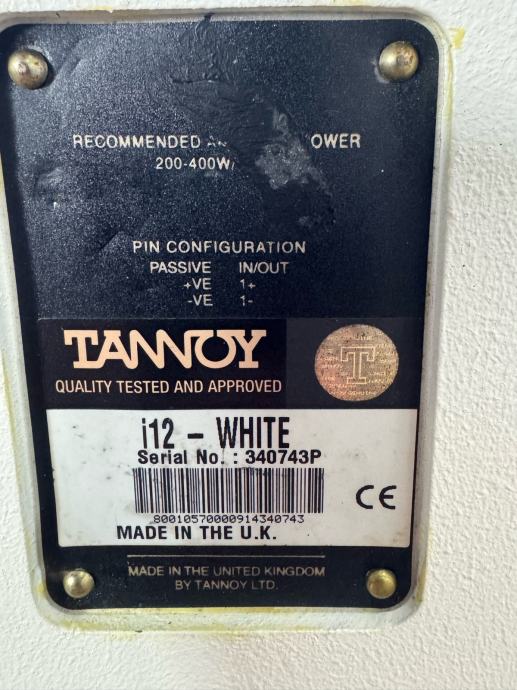 RECOMMENDED OWER
200-400W/
PIN CONFIGURATION
PASSIVE IN/OUT
+VE 1+
-VE 1-
TANNOY
QUALITY TESTED AND APPROVED
T
i12 - WHITE
Serial No. : 340743P
CE
80010570000914340743
MADE IN THE U.K.
MADE IN THE UNITED KINGDOM
BY TANNOY LTD.